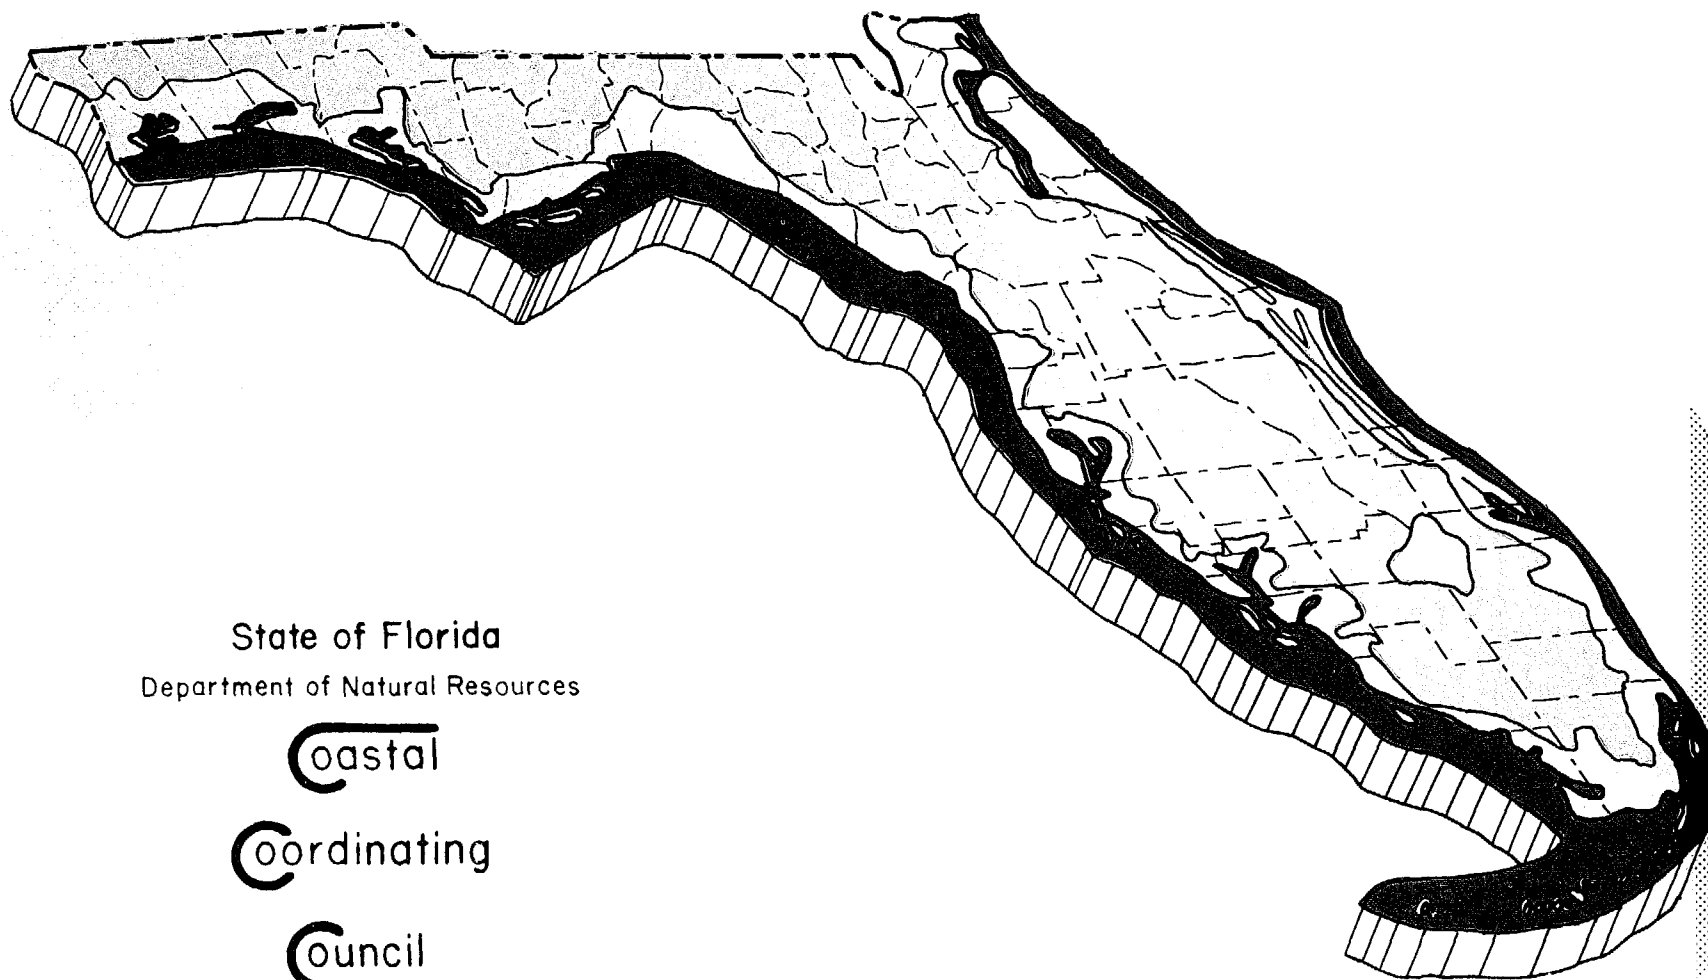 State of Florida
Department of Natural Resources
Coastal
Coordinating
Council